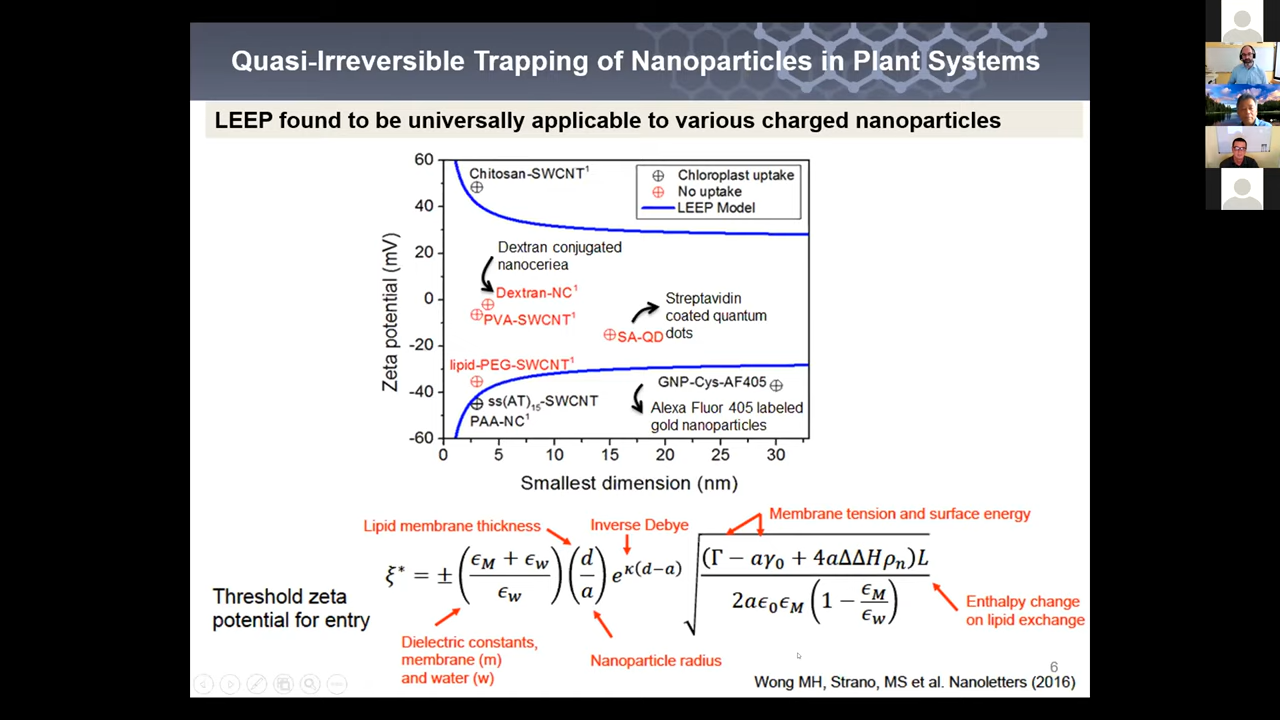 Quasi-Irreversible Trapping of Nanoparticles in Plant Systems
LEEP found to be universally applicable to various charged nanoparticles
60
40
20
0
-20
-40
-60
Zeta potential (mV)
Chitosan-SWCNT¹
Chloroplast uptake
No uptake
LEEP Model
Dextran conjugated
nanoceriea
Dextran-NC¹
PVA-SWCNT¹
Streptavidin
coated quantum
dots
SA-QD
lipid-PEG-SWCNT¹
GNP-Cys-AF405
ss(AT)₁₅-SWCNT
PAA-NC¹
Alexa Fluor 405 labeled
gold nanoparticles
0 5 10 15 20 25 30
Smallest dimension (nm)
Lipid membrane thickness
Inverse Debye
Membrane tension and surface energy
Threshold zeta
potential for entry
ξ* = ± ((ϵ_M + ϵ_w)/ϵ_w) (d/a) e^κ(d−a) √((Γ − aγ₀ + 4aΔΔHρₙ)L / 2aϵ₀ϵ_M (1 − ϵ_M/ϵ_w))
Enthalpy change
on lipid exchange
Dielectric constants,
membrane (m)
and water (w)
Nanoparticle radius
6
Wong MH, Strano, MS et al. Nanoletters (2016)